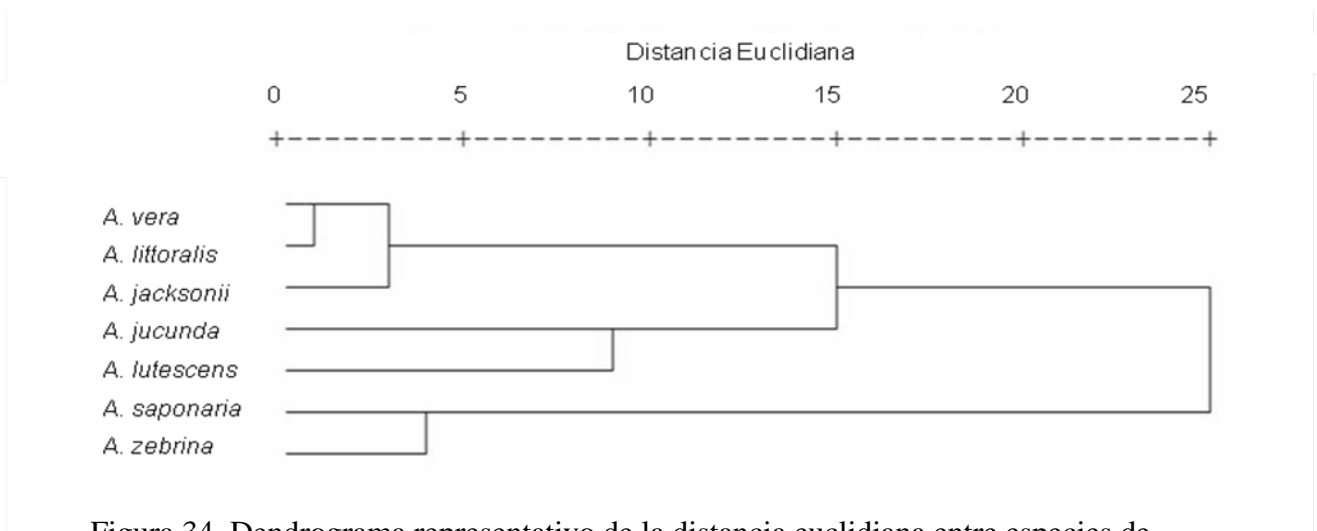 Distancia Euclidiana
0 5 10 15 20 25
A. vera
A. littoralis
A. jacksonii
A. jucunda
A. lutescens
A. saponaria
A. zebrina
Figura 34. Dendrograma representativo de la distancia euclidiana entre especies de